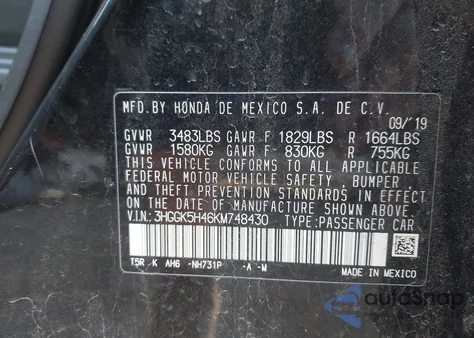 MFD.BY HONDA DE MEXICO S.A. DE C.V.
09/'19
GVWR 3483LBS GAWR F 1829LBS R 1664LBS
GVWR 1580KG GAWR F- 830KG R 755KG
THIS VEHICLE CONFORMS TO ALL APPLICABLE
FEDERAL MOTOR VEHICLE SAFETY, BUMPER,
AND THEFT PREVENTION STANDARDS IN EFFECT
ON THE DATE OF MANUFACTURE SHOWN ABOVE.
V.I.N: 3HGGK5H46KM748430 TYPE:PASSENGER CAR
T5R - K AH6 -NH731P -A -M
MADE IN MEXICO
autoSnap